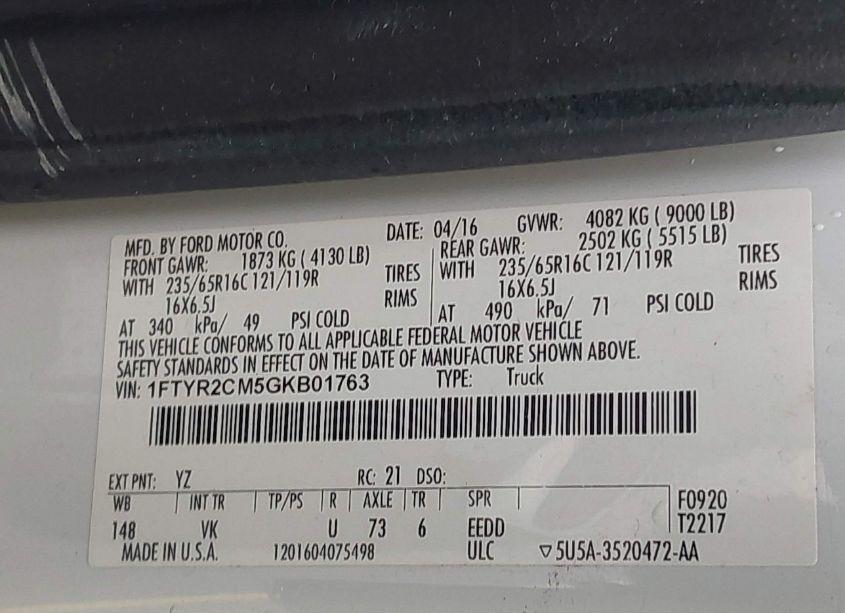 MFD. BY FORD MOTOR CO.
DATE: 04/16 GVWR: 4082 KG ( 9000 LB)
FRONT GAWR: 1873 KG ( 4130 LB)
WITH 235/65R16C 121/119R TIRES
16X6.5J RIMS
AT 340 kPa/ 49 PSI COLD
REAR GAWR: 2502 KG ( 5515 LB)
WITH 235/65R16C 121/119R TIRES
16X6.5J RIMS
AT 490 kPa/ 71 PSI COLD
THIS VEHICLE CONFORMS TO ALL APPLICABLE FEDERAL MOTOR VEHICLE
SAFETY STANDARDS IN EFFECT ON THE DATE OF MANUFACTURE SHOWN ABOVE.
VIN: 1FTYR2CM5GKB01763 TYPE: Truck
EXT PNT: YZ RC: 21 DSO:
WB INT TR TP/PS R AXLE TR SPR
148 VK U 73 6 EEDD
F0920
T2217
MADE IN U.S.A. 1201604075498 ULC ▽5U5A-3520472-AA